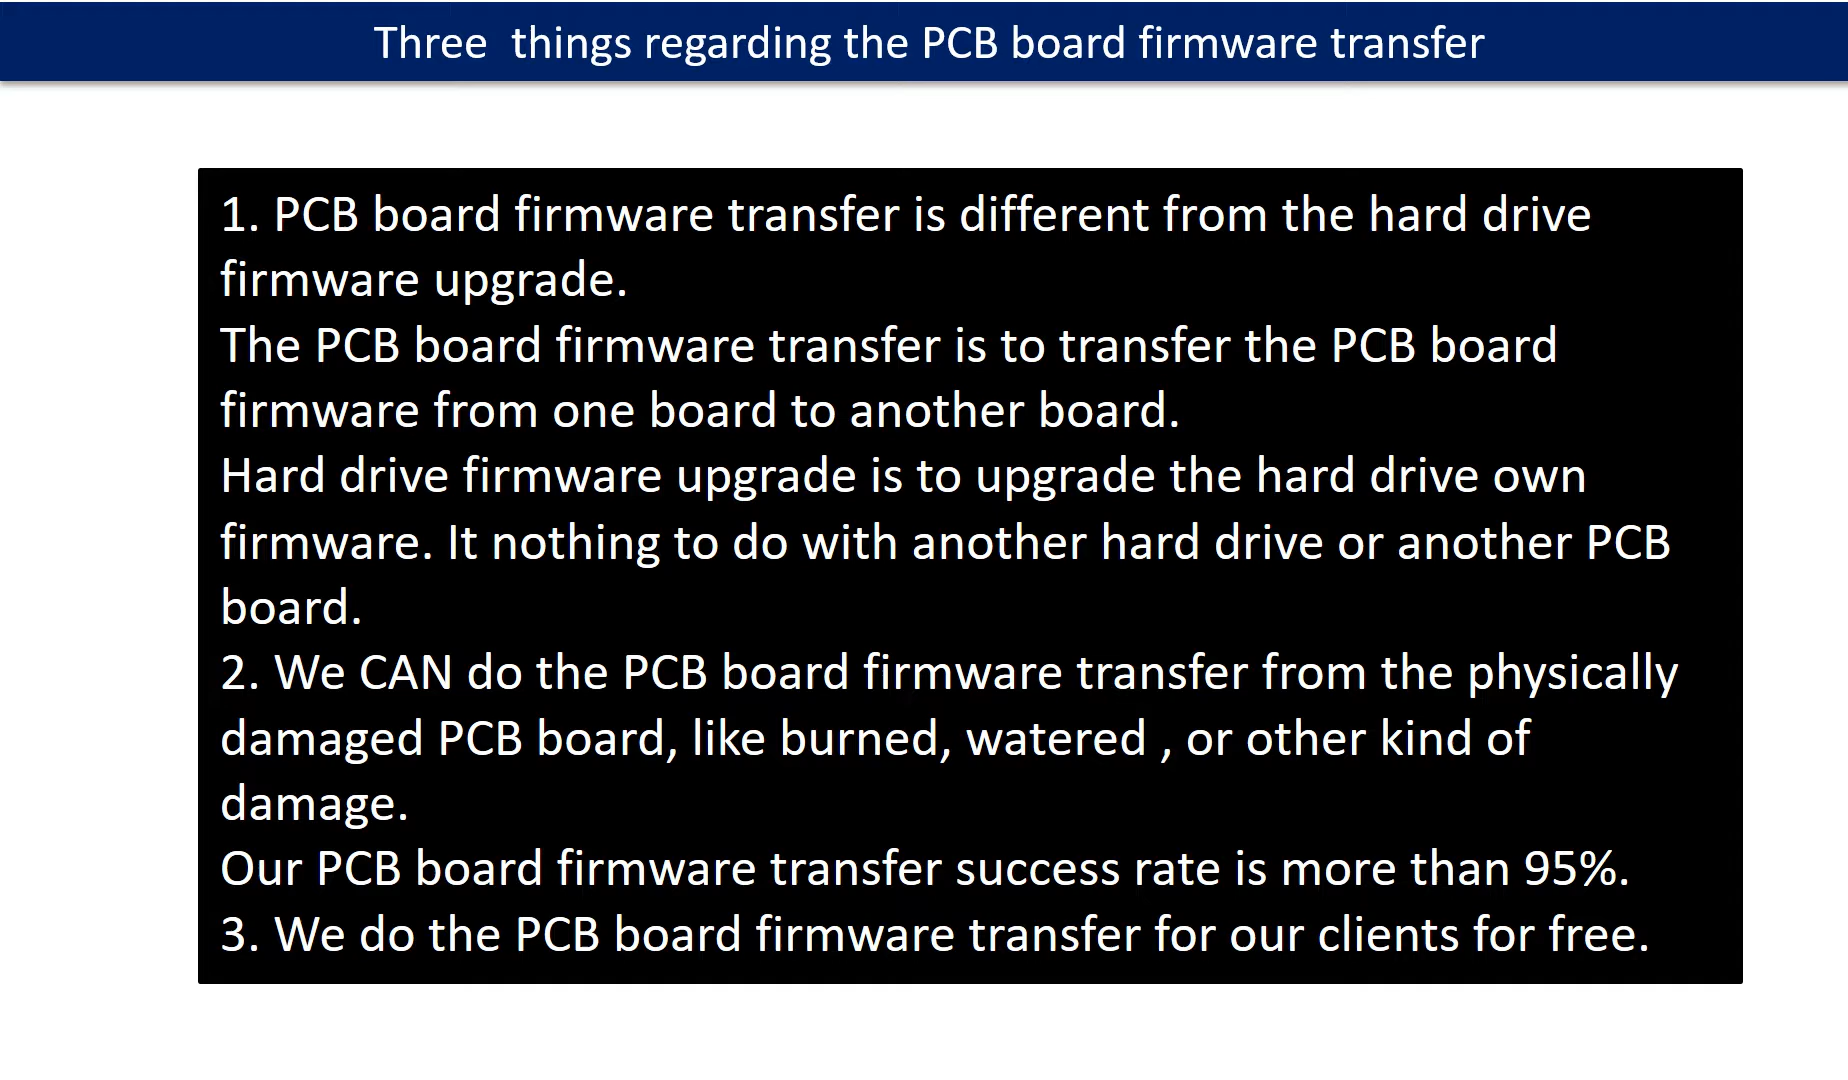 Three  things regarding the PCB board firmware transfer
1. PCB board firmware transfer is different from the hard drive
firmware upgrade.
The PCB board firmware transfer is to transfer the PCB board
firmware from one board to another board.
Hard drive firmware upgrade is to upgrade the hard drive own
firmware. It nothing to do with another hard drive or another PCB
board.
2. We CAN do the PCB board firmware transfer from the physically
damaged PCB board, like burned, watered , or other kind of
damage.
Our PCB board firmware transfer success rate is more than 95%.
3. We do the PCB board firmware transfer for our clients for free.